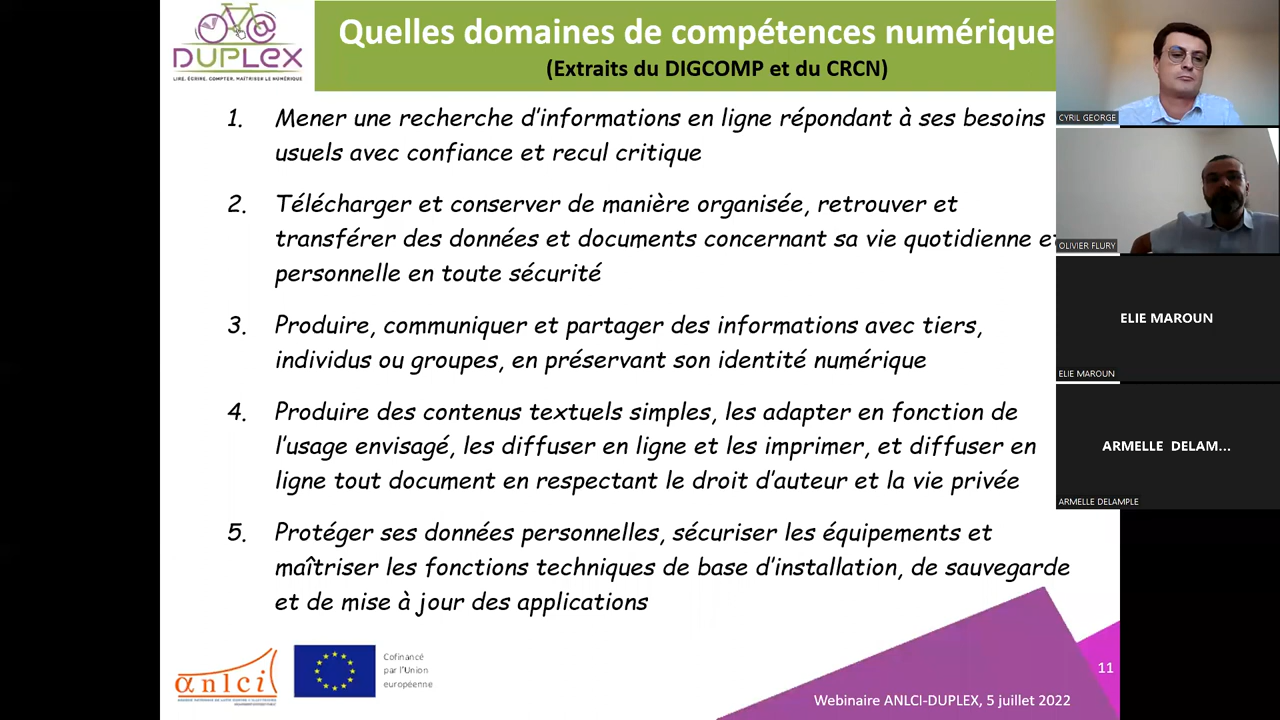 DUPLEX
LIRE, ÉCRIRE, COMPTER, MAÎTRISER LE NUMÉRIQUE
Quelles domaines de compétences numérique
(Extraits du DIGCOMP et du CRCN)
1. Mener une recherche d'informations en ligne répondant à ses besoins
usuels avec confiance et recul critique
2. Télécharger et conserver de manière organisée, retrouver et
transférer des données et documents concernant sa vie quotidienne et
personnelle en toute sécurité
3. Produire, communiquer et partager des informations avec tiers,
individus ou groupes, en préservant son identité numérique
4. Produire des contenus textuels simples, les adapter en fonction de
l'usage envisagé, les diffuser en ligne et les imprimer, et diffuser en
ligne tout document en respectant le droit d'auteur et la vie privée
5. Protéger ses données personnelles, sécuriser les équipements et
maîtriser les fonctions techniques de base d'installation, de sauvegarde
et de mise à jour des applications
anlci
Cofinancé
par l'Union
européenne
11
Webinaire ANLCI-DUPLEX, 5 juillet 2022
CYRIL GEORGE
OLIVIER FLURY
ELIE MAROUN
ELIE MAROUN
ARMELLE DELAM...
ARMELLE DELAMPLE